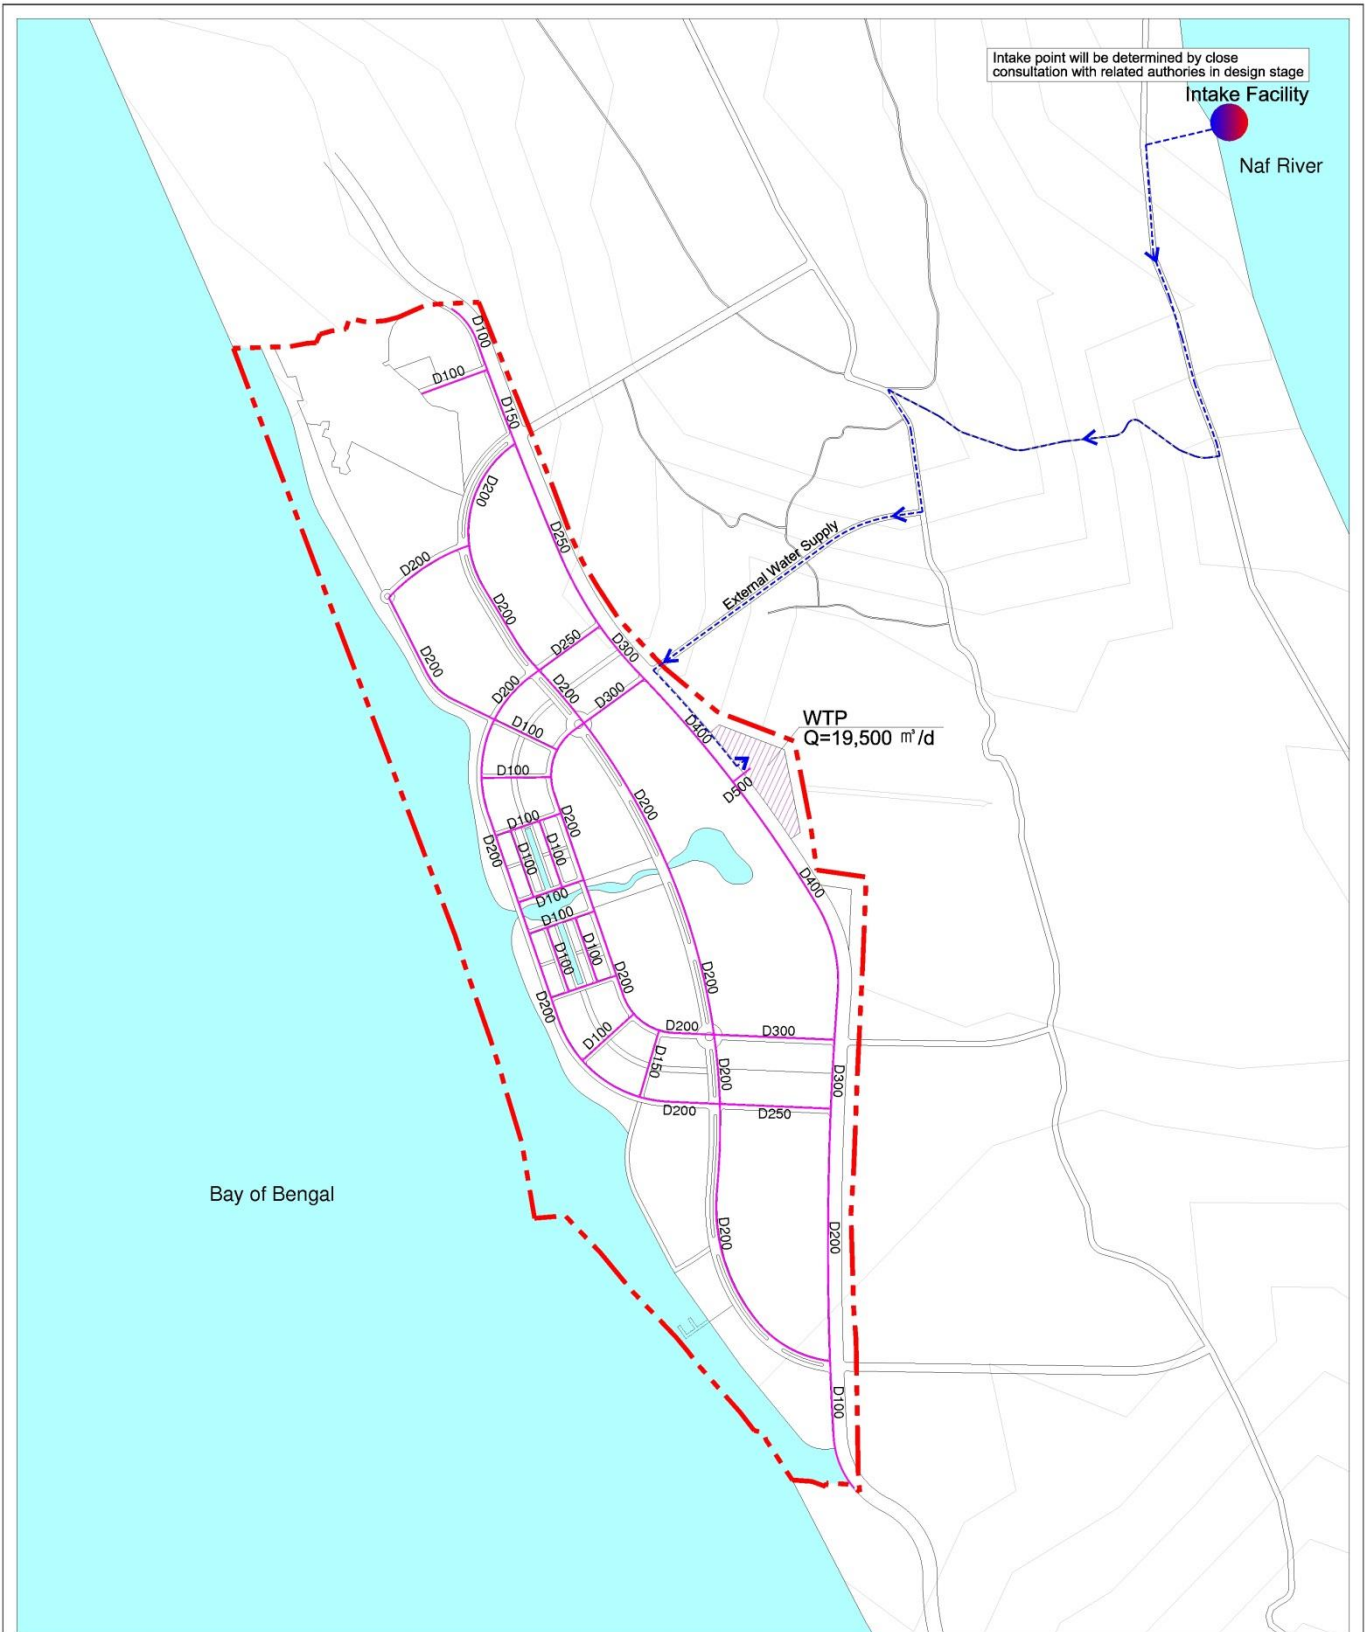 Intake point will be determined by close
consultation with related authories in design stage
Intake Facility
Naf River
D100
D100
D150
D200
D250
D200
External Water Supply
D200
D250
D300
D200
D200
D200
D300
D100
D400
WTP
Q=19,500 ㎥/d
D100
D500
D200
D100
D200
D200
D100
D100
D400
D100
D100
D100
D100
D200
D200
D200
D200
D300
D100
D150
D200
D300
D200
D250
Bay of Bengal
D200
D200
D100